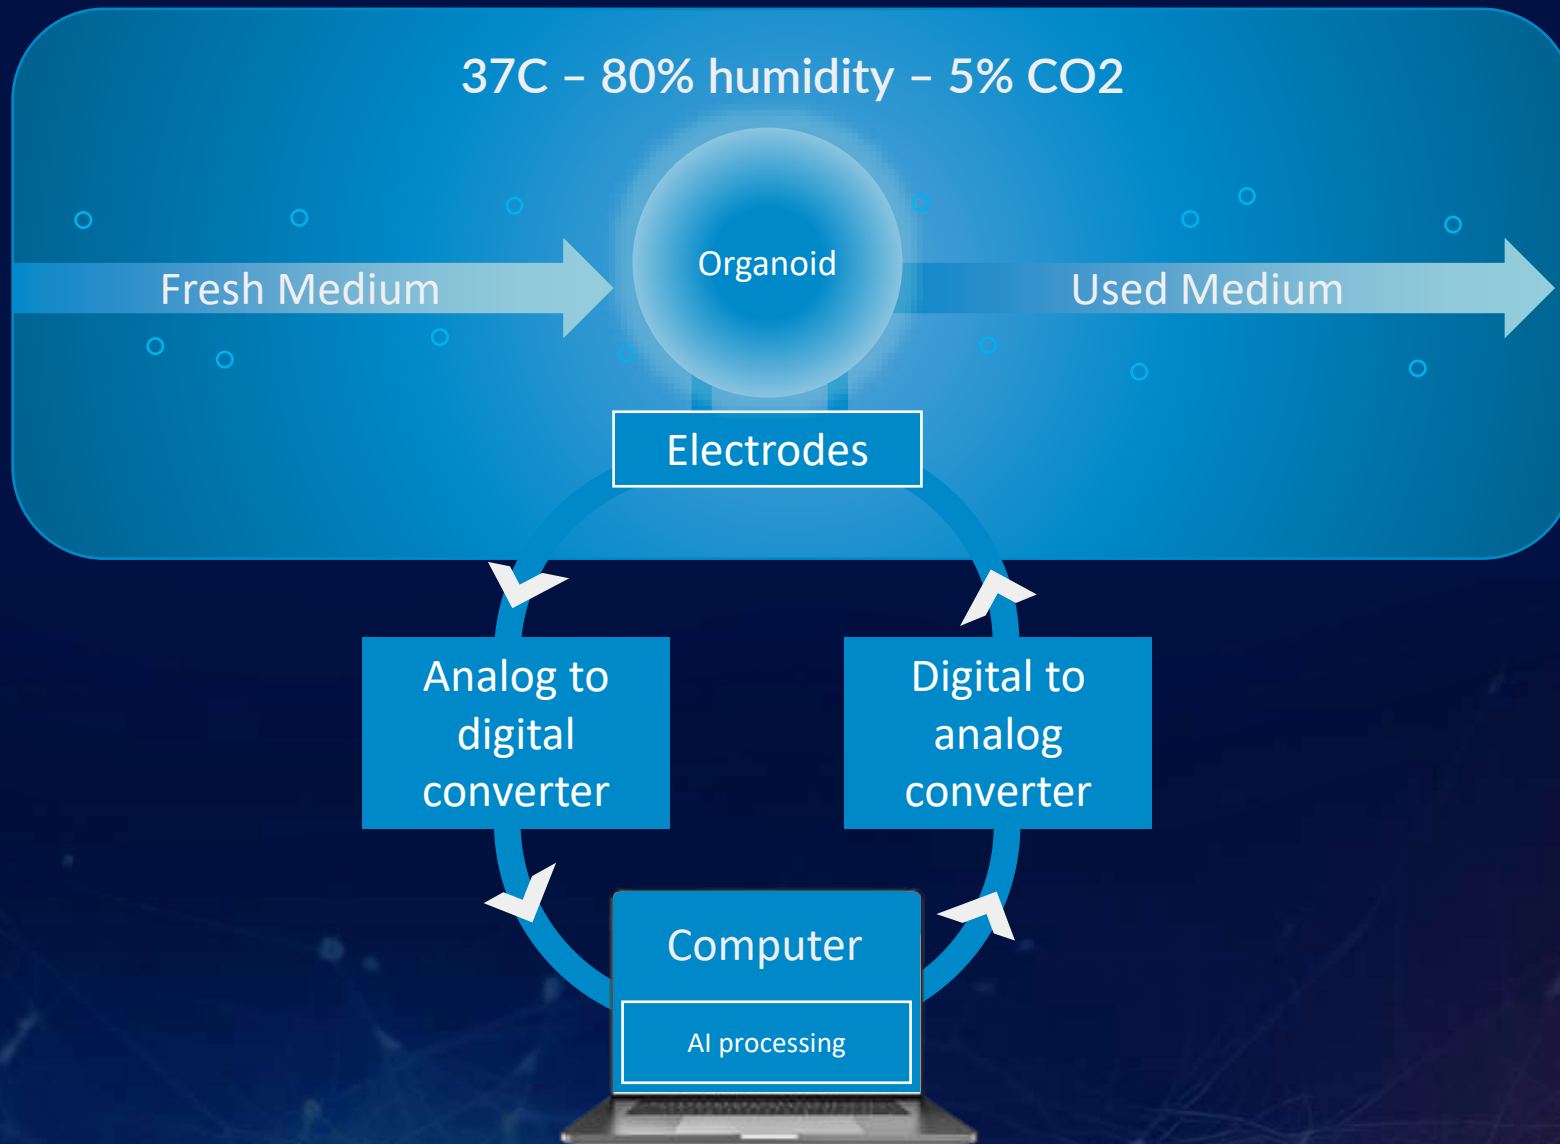 37C – 80% humidity – 5% CO2
Organoid
Fresh Medium
Used Medium
Electrodes
Analog to
digital
converter
Digital to
analog
converter
Computer
AI processing